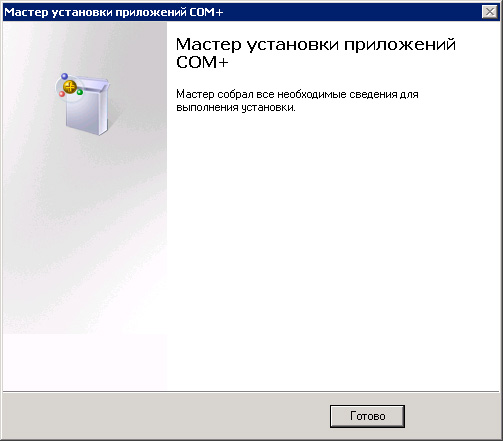 Мастер установки приложений COM+
Мастер установки приложений
COM+
Мастер собрал все необходимые сведения для
выполнения установки.
Готово